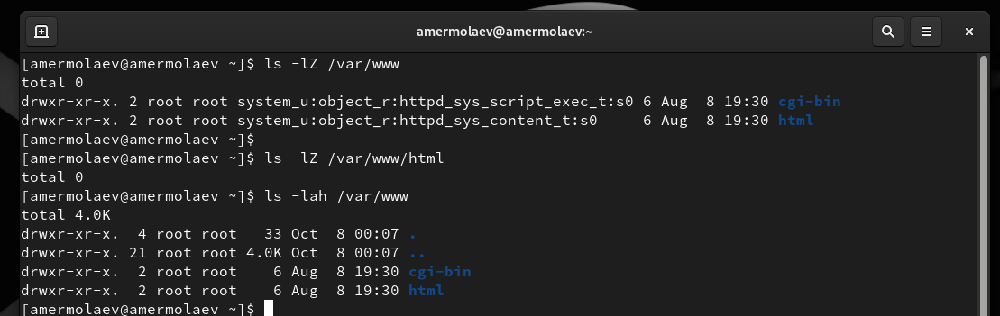 amermolaev@amermolaev:~
[amermolaev@amermolaev ~]$ ls -lZ /var/www
total 0
drwxr-xr-x. 2 root root system_u:object_r:httpd_sys_script_exec_t:s0 6 Aug  8 19:30 cgi-bin
drwxr-xr-x. 2 root root system_u:object_r:httpd_sys_content_t:s0     6 Aug  8 19:30 html
[amermolaev@amermolaev ~]$
[amermolaev@amermolaev ~]$ ls -lZ /var/www/html
total 0
[amermolaev@amermolaev ~]$ ls -lah /var/www
total 4.0K
drwxr-xr-x.  4 root root   33 Oct  8 00:07 .
drwxr-xr-x. 21 root root 4.0K Oct  8 00:07 ..
drwxr-xr-x.  2 root root    6 Aug  8 19:30 cgi-bin
drwxr-xr-x.  2 root root    6 Aug  8 19:30 html
[amermolaev@amermolaev ~]$